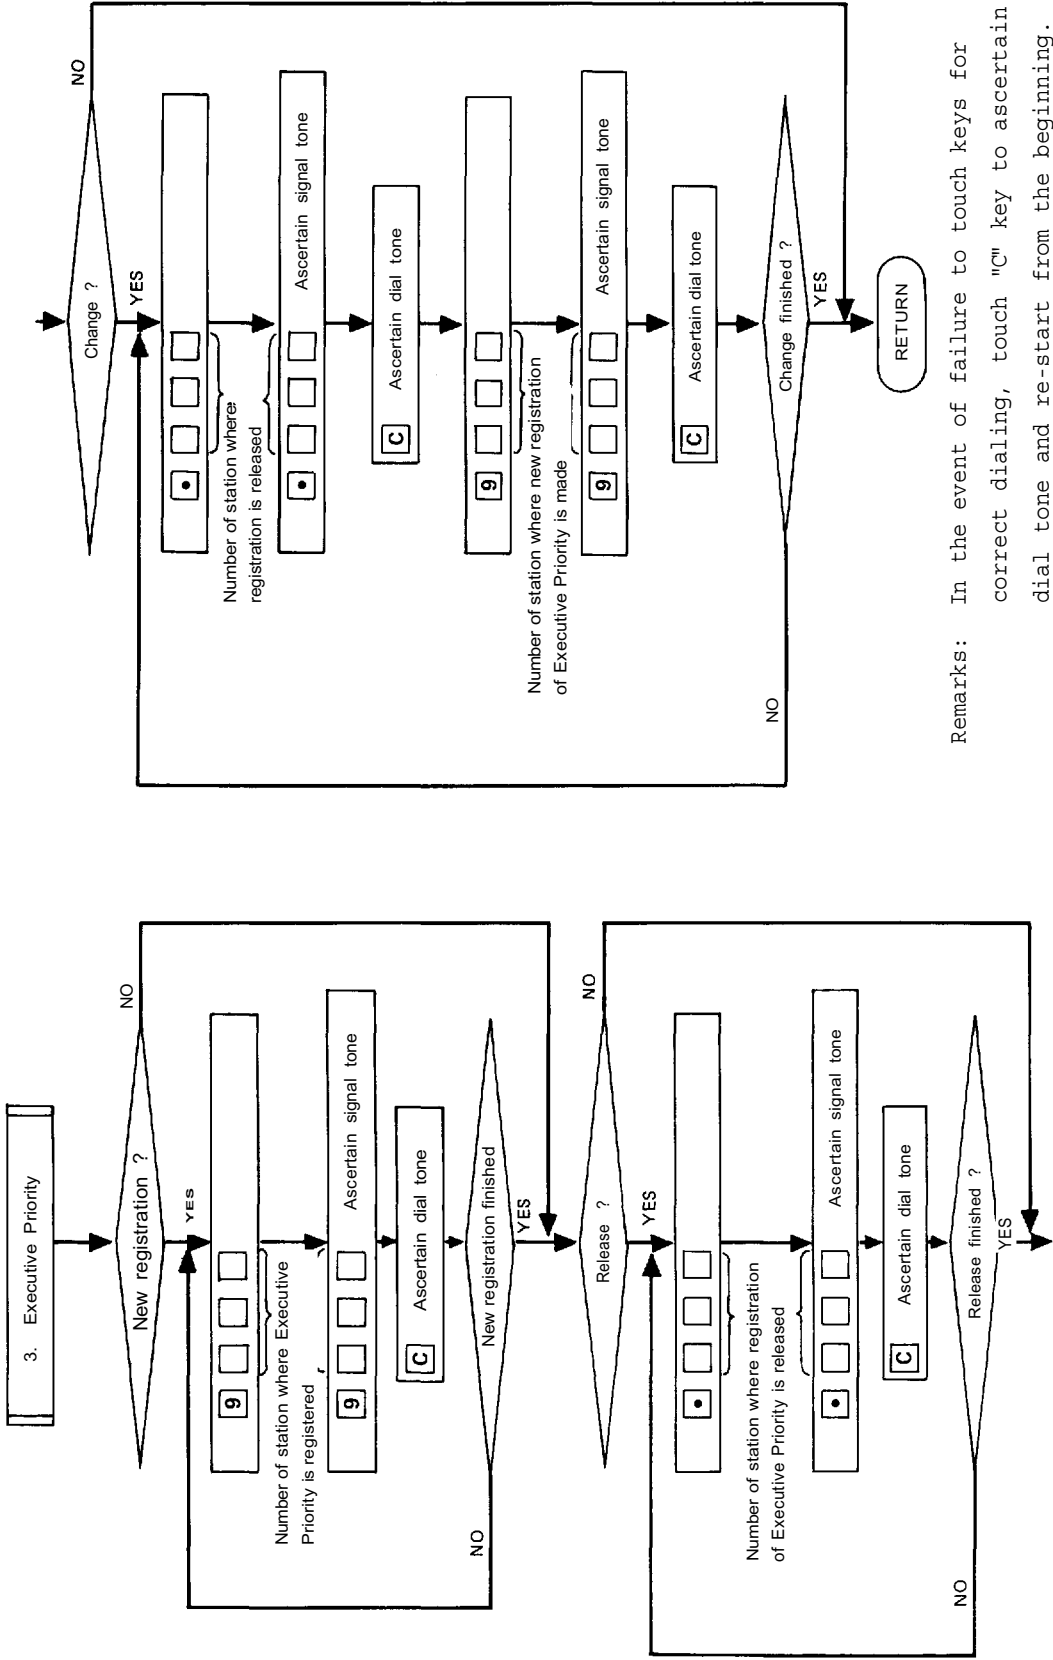 3. Executive Priority
New registration ?
NO
YES
9
Number of station where Executive
Priority is registered
9 Ascertain signal tone
C Ascertain dial tone
New registration finished
NO
YES
Release ?
NO
YES
•
Number of station where registration
of Executive Priority is released
• Ascertain signal tone
C Ascertain dial tone
Release finished ?
NO
YES
Change ?
NO
YES
•
Number of station where
registration is released
• Ascertain signal tone
C Ascertain dial tone
9
Number of station where new registration
of Executive Priority is made
9 Ascertain signal tone
C Ascertain dial tone
Change finished ?
NO
YES
RETURN
Remarks: In the event of failure to touch keys for
correct dialing, touch "C" key to ascertain
dial tone and re-start from the beginning.